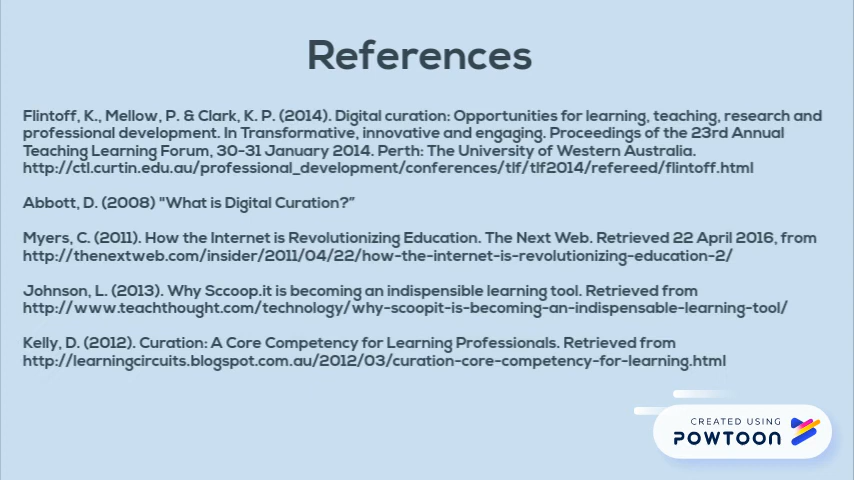 References
Flintoff, K., Mellow, P. & Clark, K. P. (2014). Digital curation: Opportunities for learning, teaching, research and
professional development. In Transformative, innovative and engaging. Proceedings of the 23rd Annual
Teaching Learning Forum, 30-31 January 2014. Perth: The University of Western Australia.
http://ctl.curtin.edu.au/professional_development/conferences/tlf/tlf2014/refereed/flintoff.html
Abbott, D. (2008) "What is Digital Curation?”
Myers, C. (2011). How the Internet is Revolutionizing Education. The Next Web. Retrieved 22 April 2016, from
http://thenextweb.com/insider/2011/04/22/how-the-internet-is-revolutionizing-education-2/
Johnson, L. (2013). Why Sccoop.it is becoming an indispensible learning tool. Retrieved from
http://www.teachthought.com/technology/why-scoopit-is-becoming-an-indispensable-learning-tool/
Kelly, D. (2012). Curation: A Core Competency for Learning Professionals. Retrieved from
http://learningcircuits.blogspot.com.au/2012/03/curation-core-competency-for-learning.html
CREATED USING
POWTOON